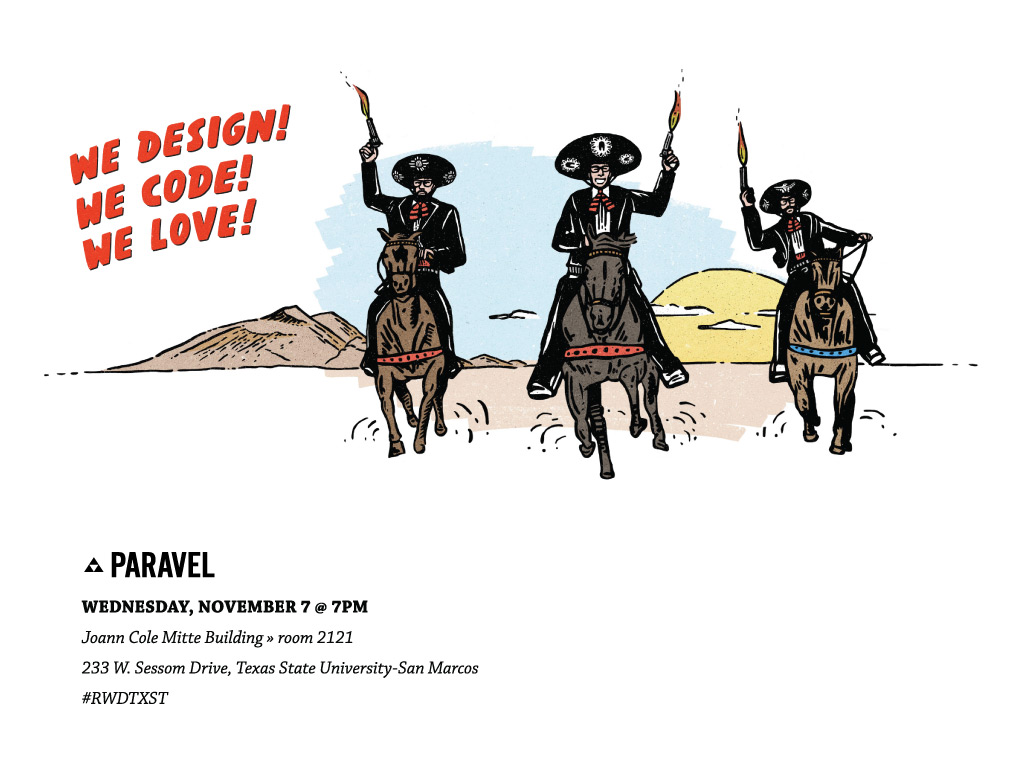 WE DESIGN!
WE CODE!
WE LOVE!
PARAVEL
WEDNESDAY, NOVEMBER 7 @ 7PM
Joann Cole Mitte Building » room 2121
233 W. Sessom Drive, Texas State University-San Marcos
#RWDTXST